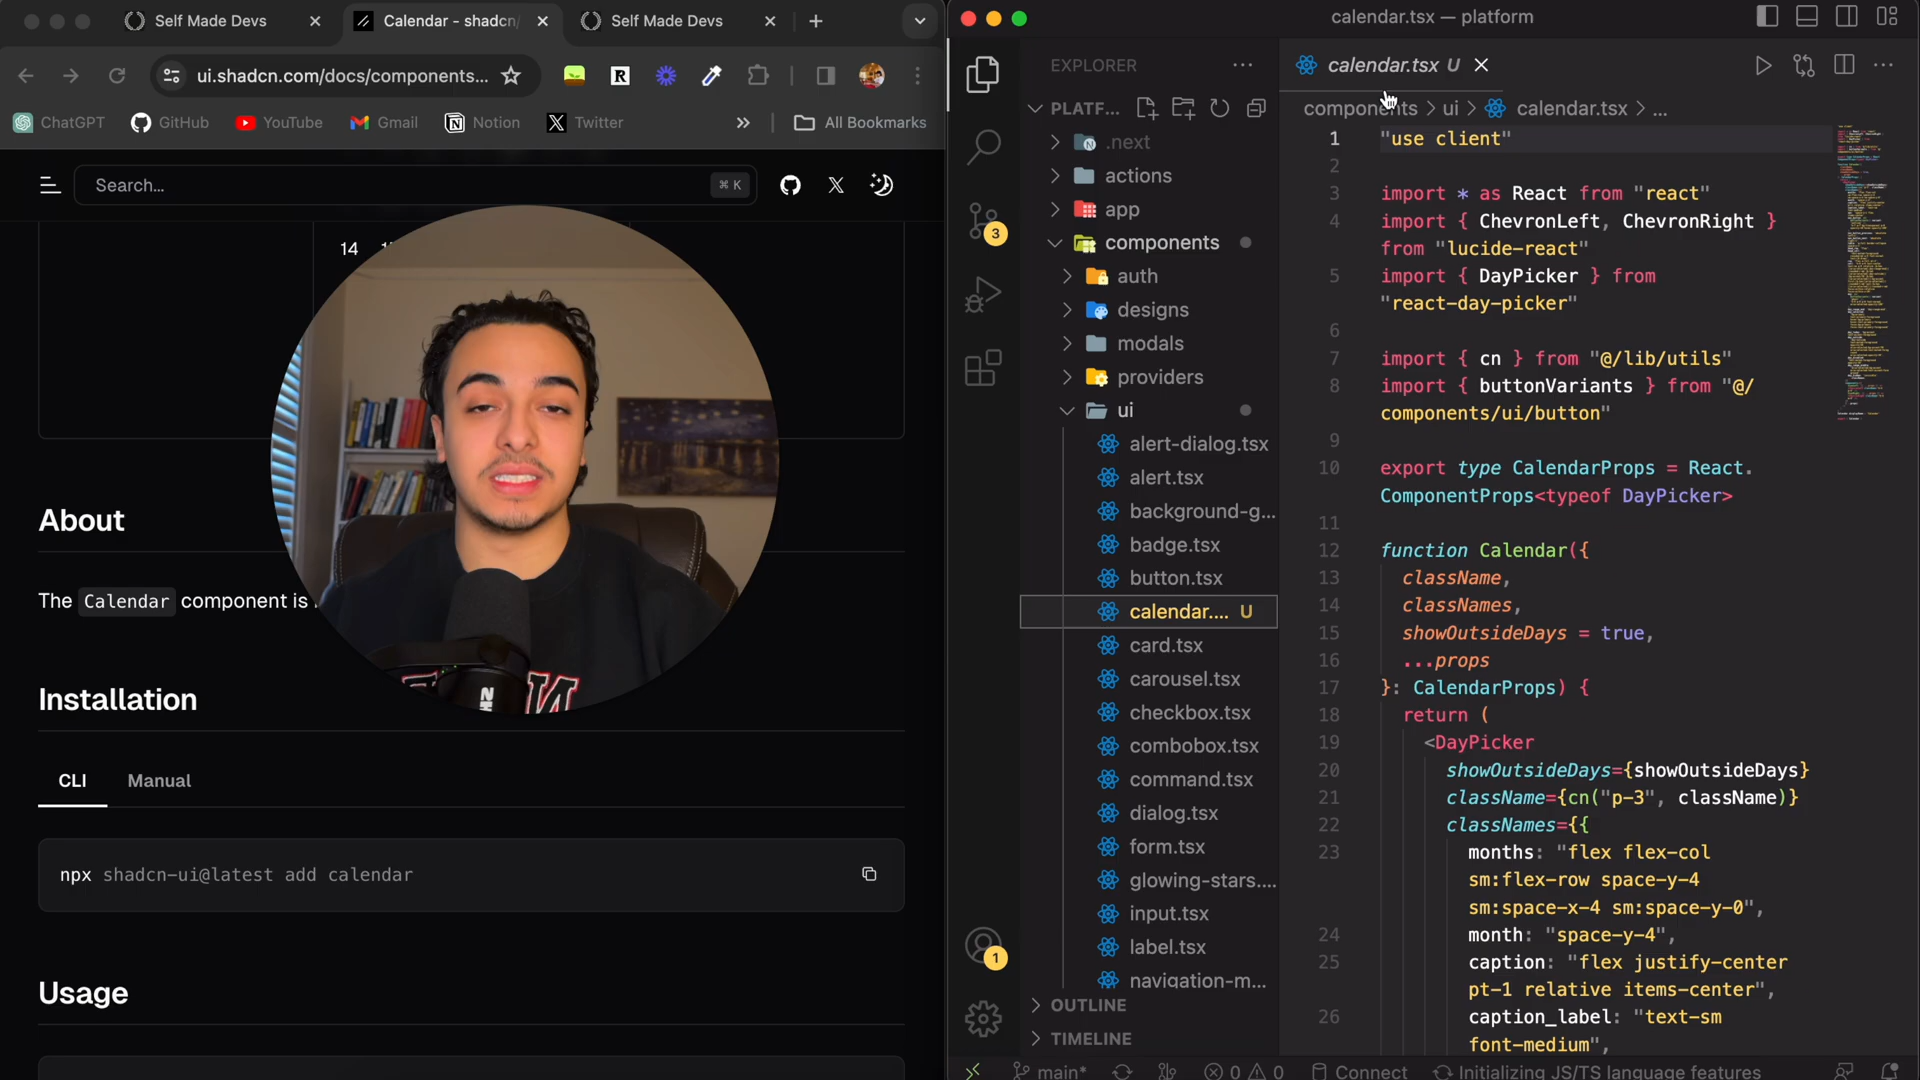 Self Made Devs
Calendar - shadcn/
Self Made Devs
ui.shadcn.com/docs/components...
ChatGPT
GitHub
YouTube
Gmail
Notion
Twitter
All Bookmarks
Search...
⌘ K
14
About
The Calendar component is
Installation
CLI
Manual
npx shadcn-ui@latest add calendar
Usage
calendar.tsx — platform
EXPLORER
PLATF...
.next
actions
app
components
auth
designs
modals
providers
ui
alert-dialog.tsx
alert.tsx
background-g...
badge.tsx
button.tsx
calendar.... U
card.tsx
carousel.tsx
checkbox.tsx
combobox.tsx
command.tsx
dialog.tsx
form.tsx
glowing-stars....
input.tsx
label.tsx
navigation-m...
OUTLINE
TIMELINE
3
1
calendar.tsx U
components > ui > calendar.tsx > ...
1 "use client"
2
3 import * as React from "react"
4 import { ChevronLeft, ChevronRight }
from "lucide-react"
5 import { DayPicker } from
"react-day-picker"
6
7 import { cn } from "@/lib/utils"
8 import { buttonVariants } from "@/
components/ui/button"
9
10 export type CalendarProps = React.
ComponentProps<typeof DayPicker>
11
12 function Calendar({
13 className,
14 classNames,
15 showOutsideDays = true,
16 ...props
17 }: CalendarProps) {
18 return (
19 <DayPicker
20 showOutsideDays={showOutsideDays}
21 className={cn("p-3", className)}
22 classNames={{
23 months: "flex flex-col
sm:flex-row space-y-4
sm:space-x-4 sm:space-y-0",
24 month: "space-y-4",
25 caption: "flex justify-center
pt-1 relative items-center",
26 caption_label: "text-sm
font-medium",
main*
0
0
Connect
Initializing JS/TS language features